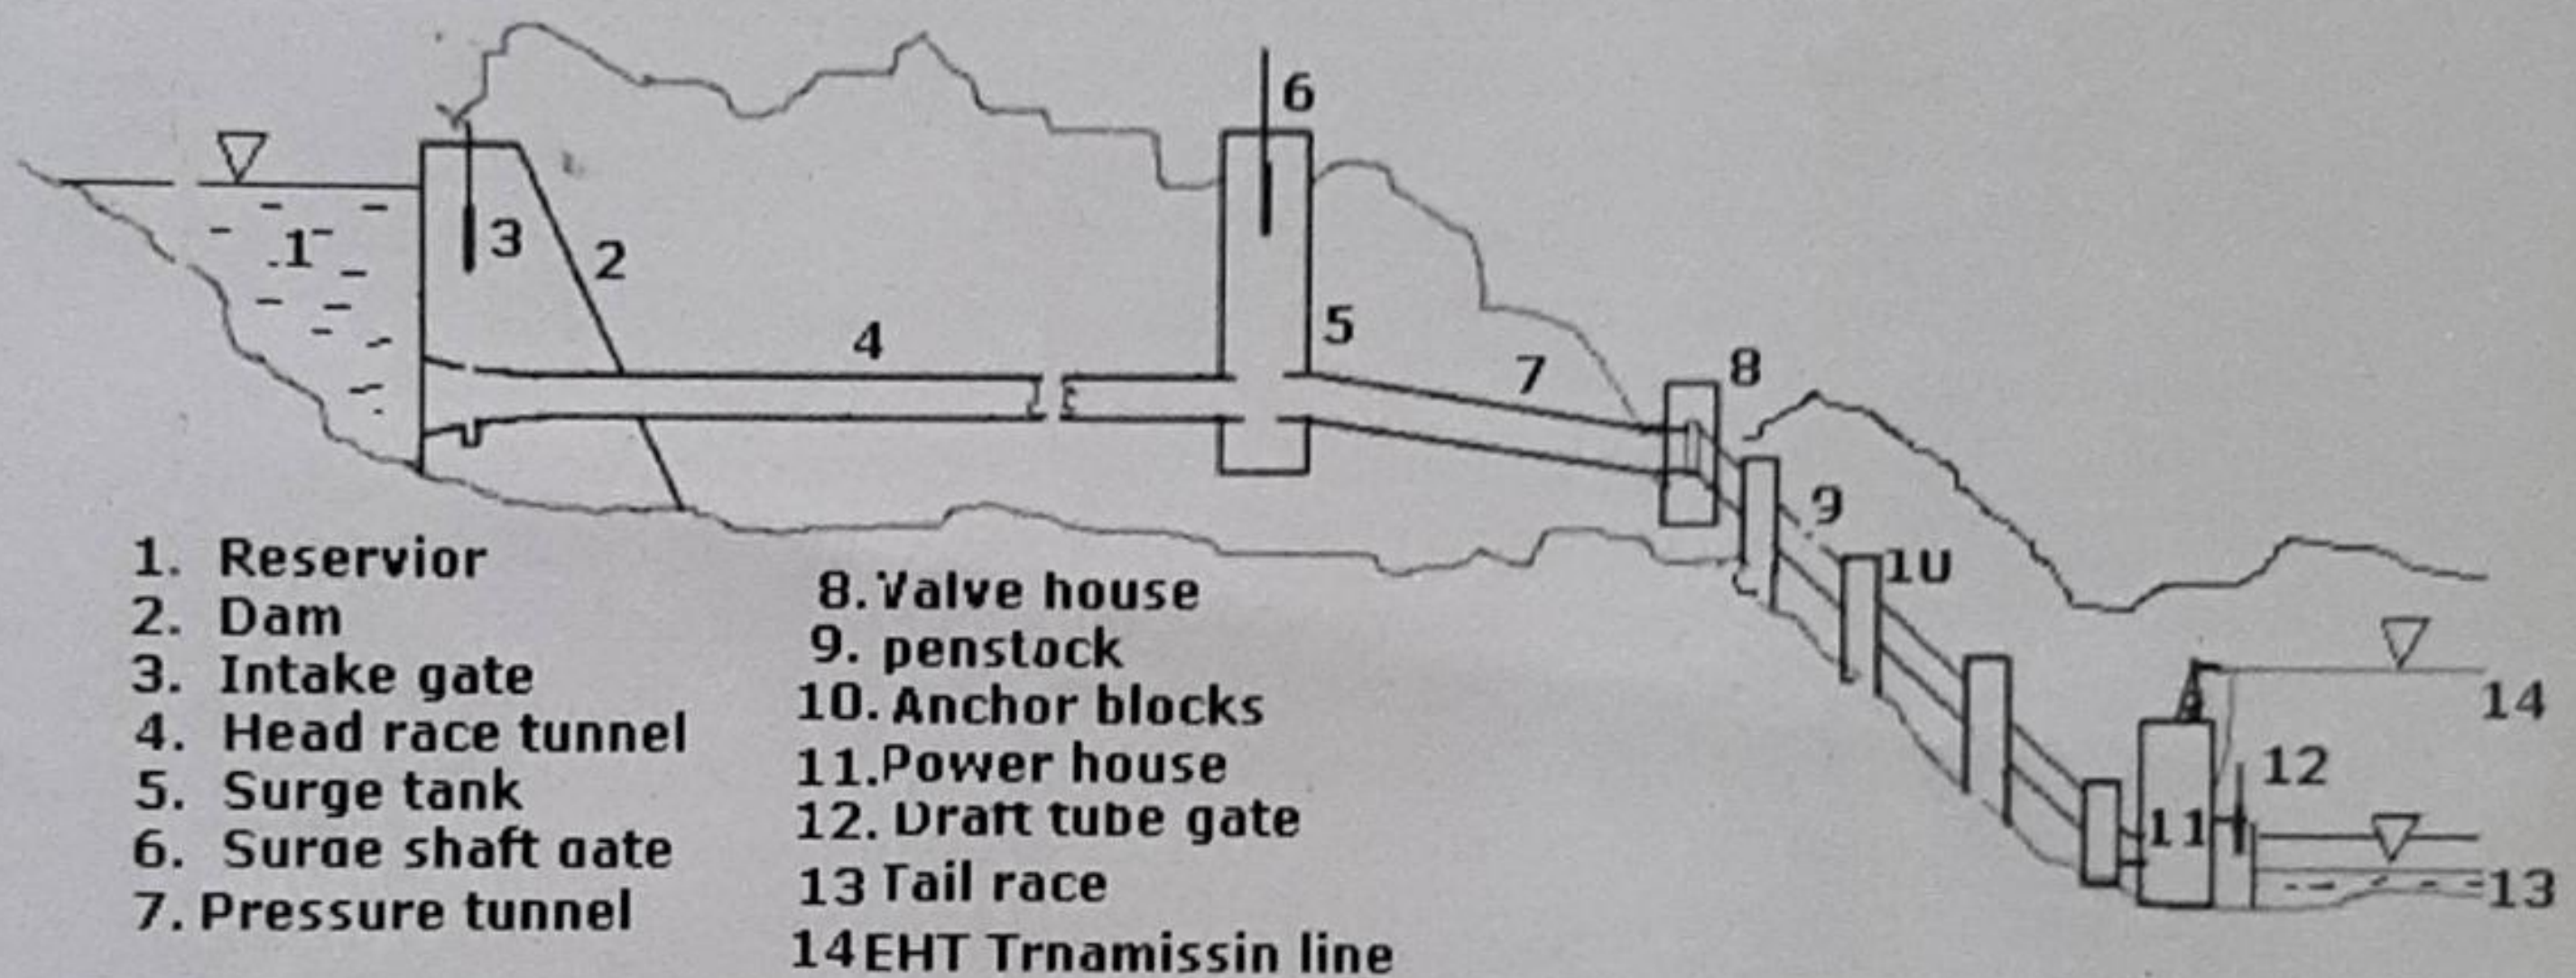 6
1
3
2
4
5
7
8
9
10
14
12
11
13
1. Reservior
2. Dam
3. Intake gate
4. Head race tunnel
5. Surge tank
6. Surge shaft gate
7. Pressure tunnel
8. Valve house
9. penstock
10. Anchor blocks
11. Power house
12. Draft tube gate
13 Tail race
14 EHT Trnamissin line